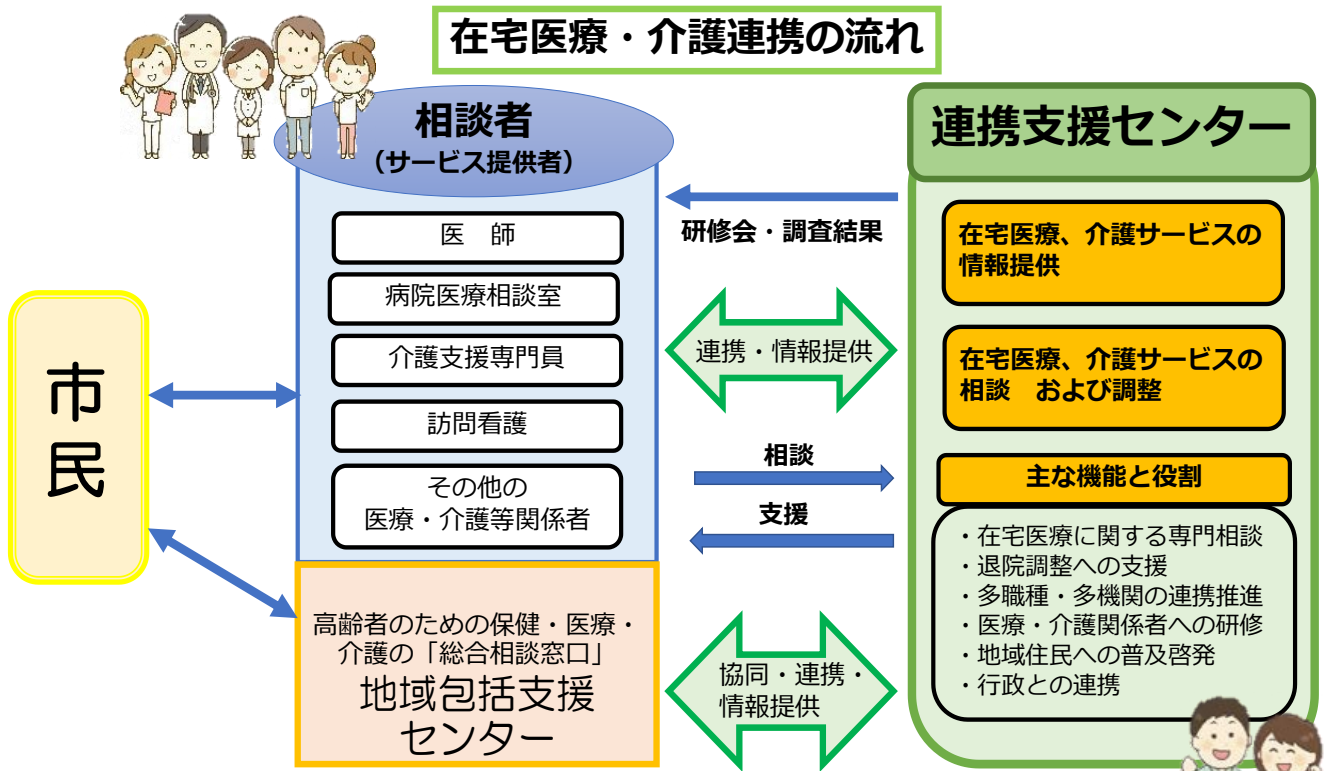 在宅医療・介護連携の流れ
相談者
（サービス提供者）
医　師
病院医療相談室
介護支援専門員
訪問看護
その他の
医療・介護等関係者
高齢者のための保健・医療・
介護の「総合相談窓口」
地域包括支援
センター
市
民
研修会・調査結果
連携・情報提供
相談
支援
協同・連携・
情報提供
連携支援センター
在宅医療、介護サービスの
情報提供
在宅医療、介護サービスの
相談　および調整
主な機能と役割
・在宅医療に関する専門相談
・退院調整への支援
・多職種・多機関の連携推進
・医療・介護関係者への研修
・地域住民への普及啓発
・行政との連携